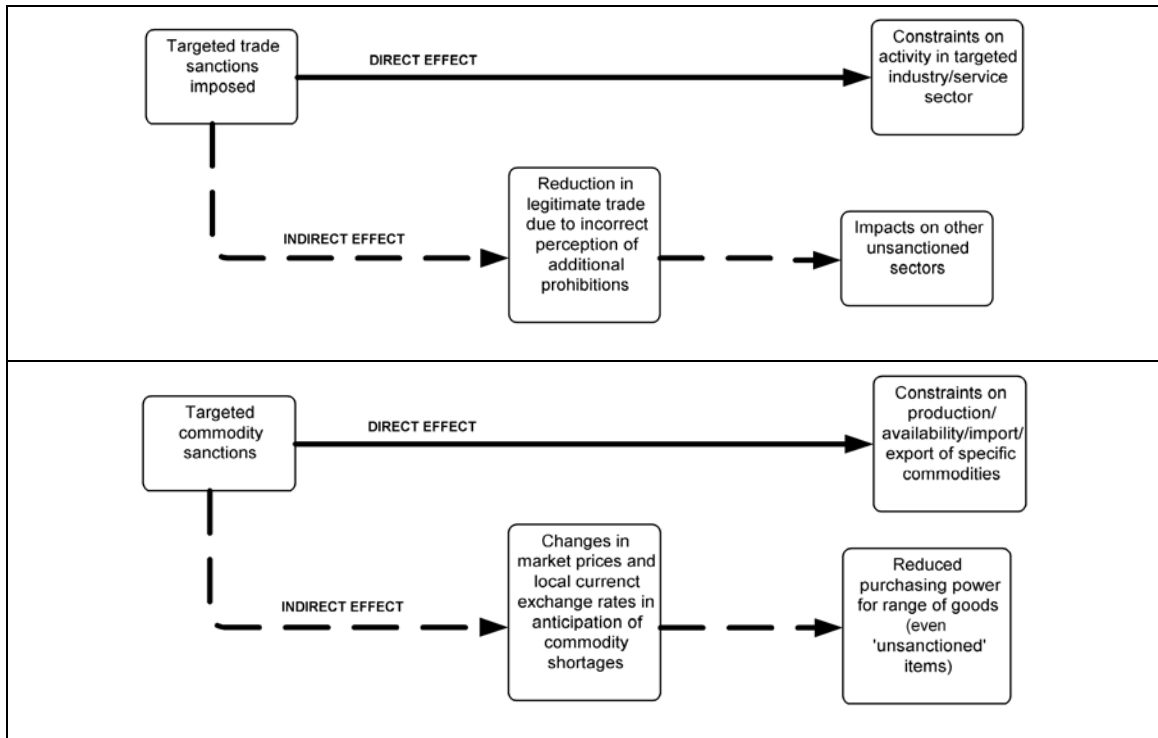 Targeted trade
sanctions
imposed
DIRECT EFFECT
Constraints on
activity in targeted
industry/service
sector
INDIRECT EFFECT
Reduction in
legitimate trade
due to incorrect
perception of
additional
prohibitions
Impacts on other
unsanctioned
sectors
Targeted
commodity
sanctions
DIRECT EFFECT
Constraints on
production/
availability/import/
export of specific
commodities
INDIRECT EFFECT
Changes in
market prices and
local currenct
exchange rates in
anticipation of
commodity
shortages
Reduced
purchasing power
for range of goods
(even
'unsanctioned'
items)